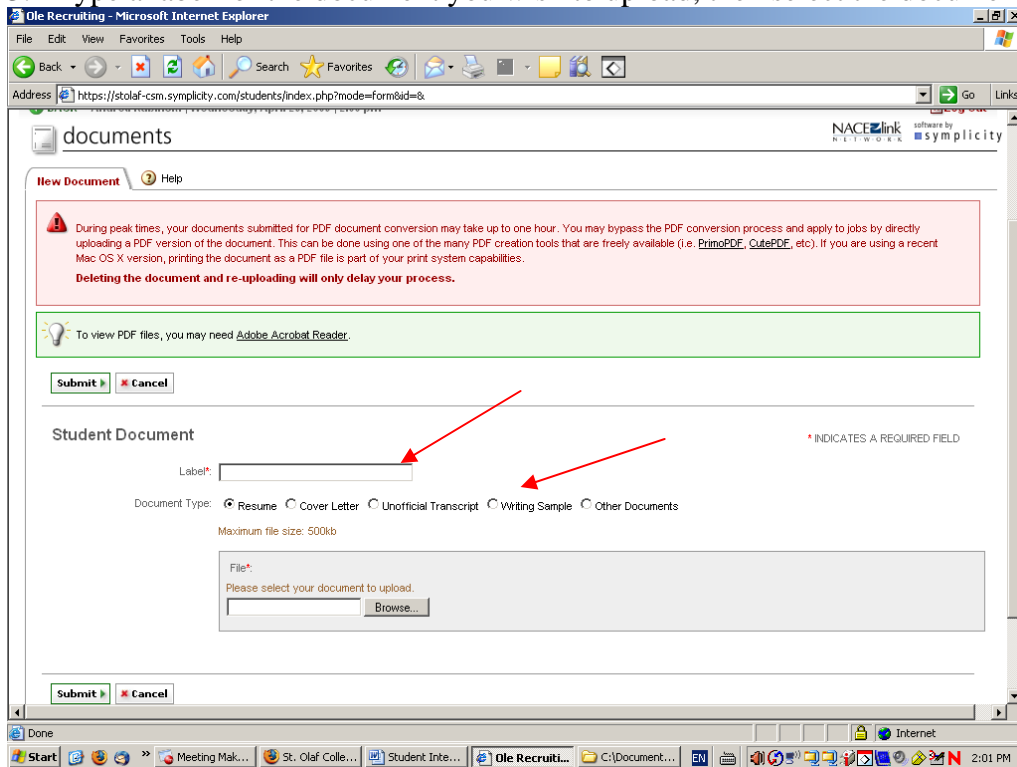 Ole Recruiting - Microsoft Internet Explorer
File Edit View Favorites Tools Help
Back Search Favorites
Address https://stolaf-csm.symplicity.com/students/index.php?mode=form&id=& Go Links
documents
NACElink NETWORK software by symplicity
New Document Help
During peak times, your documents submitted for PDF document conversion may take up to one hour. You may bypass the PDF conversion process and apply to jobs by directly
uploading a PDF version of the document. This can be done using one of the many PDF creation tools that are freely available (i.e. PrimoPDF, CutePDF, etc). If you are using a recent
Mac OS X version, printing the document as a PDF file is part of your print system capabilities.
Deleting the document and re-uploading will only delay your process.
To view PDF files, you may need Adobe Acrobat Reader.
Submit Cancel
Student Document
* INDICATES A REQUIRED FIELD
Label*:
Document Type: Resume Cover Letter Unofficial Transcript Writing Sample Other Documents
Maximum file size: 500kb
File*:
Please select your document to upload.
Browse...
Submit Cancel
Done Internet
Start Meeting Mak... St. Olaf Colle... Student Inte... Ole Recruiti... C:\Document... EN 2:01 PM